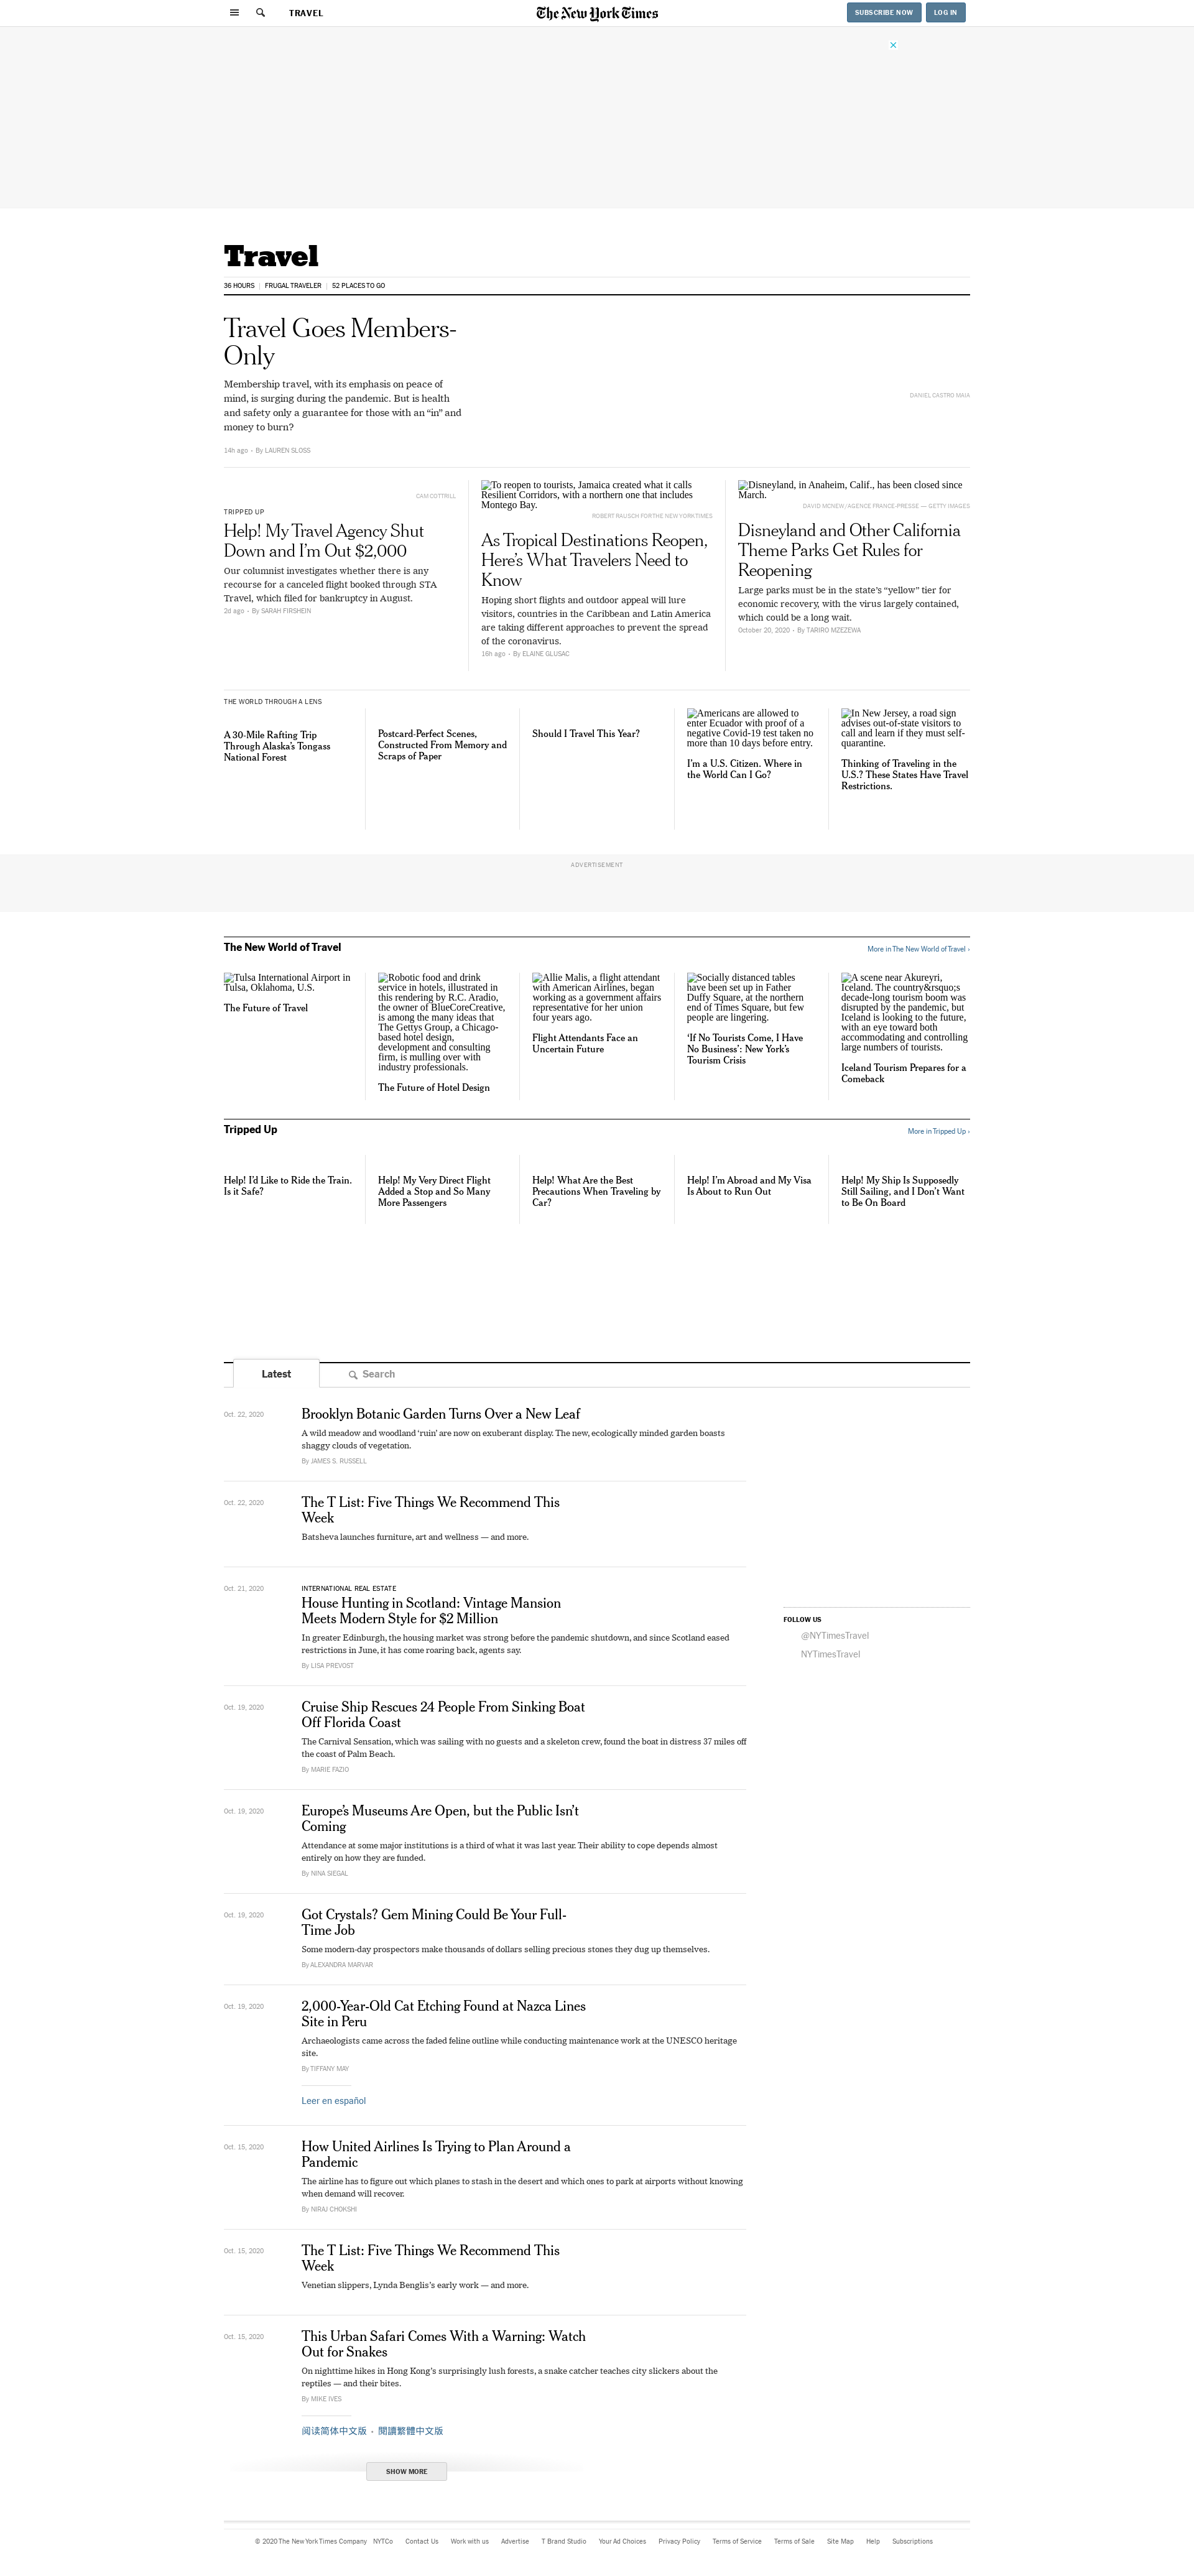 TRAVEL
The New York Times
SUBSCRIBE NOW
LOG IN
Travel
36 HOURS
FRUGAL TRAVELER
52 PLACES TO GO
Travel Goes Members-
Only
Membership travel, with its emphasis on peace of
mind, is surging during the pandemic. But is health
and safety only a guarantee for those with an “in” and
money to burn?
14h ago • By LAUREN SLOSS
DANIEL CASTRO MAIA
CAM COTTRILL
TRIPPED UP
Help! My Travel Agency Shut
Down and I’m Out $2,000
Our columnist investigates whether there is any
recourse for a canceled flight booked through STA
Travel, which filed for bankruptcy in August.
2d ago • By SARAH FIRSHEIN
To reopen to tourists, Jamaica created what it calls
Resilient Corridors, with a northern one that includes
Montego Bay.
ROBERT RAUSCH FOR THE NEW YORK TIMES
As Tropical Destinations Reopen,
Here’s What Travelers Need to
Know
Hoping short flights and outdoor appeal will lure
visitors, countries in the Caribbean and Latin America
are taking different approaches to prevent the spread
of the coronavirus.
16h ago • By ELAINE GLUSAC
Disneyland, in Anaheim, Calif., has been closed since
March.
DAVID MCNEW/AGENCE FRANCE-PRESSE — GETTY IMAGES
Disneyland and Other California
Theme Parks Get Rules for
Reopening
Large parks must be in the state’s “yellow” tier for
economic recovery, with the virus largely contained,
which could be a long wait.
October 20, 2020 • By TARIRO MZEZEWA
THE WORLD THROUGH A LENS
A 30-Mile Rafting Trip
Through Alaska’s Tongass
National Forest
Postcard-Perfect Scenes,
Constructed From Memory and
Scraps of Paper
Should I Travel This Year?
Americans are allowed to
enter Ecuador with proof of a
negative Covid-19 test taken no
more than 10 days before entry.
I’m a U.S. Citizen. Where in
the World Can I Go?
In New Jersey, a road sign
advises out-of-state visitors to
call and learn if they must self-
quarantine.
Thinking of Traveling in the
U.S.? These States Have Travel
Restrictions.
ADVERTISEMENT
The New World of Travel
More in The New World of Travel ›
Tulsa International Airport in
Tulsa, Oklahoma, U.S.
The Future of Travel
Robotic food and drink
service in hotels, illustrated in
this rendering by R.C. Aradio,
the owner of BlueCoreCreative,
is among the many ideas that
The Gettys Group, a Chicago-
based hotel design,
development and consulting
firm, is mulling over with
industry professionals.
The Future of Hotel Design
Allie Malis, a flight attendant
with American Airlines, began
working as a government affairs
representative for her union
four years ago.
Flight Attendants Face an
Uncertain Future
Socially distanced tables
have been set up in Father
Duffy Square, at the northern
end of Times Square, but few
people are lingering.
‘If No Tourists Come, I Have
No Business’: New York’s
Tourism Crisis
A scene near Akureyri,
Iceland. The country&rsquo;s
decade-long tourism boom was
disrupted by the pandemic, but
Iceland is looking to the future,
with an eye toward both
accommodating and controlling
large numbers of tourists.
Iceland Tourism Prepares for a
Comeback
Tripped Up
More in Tripped Up ›
Help! I’d Like to Ride the Train.
Is it Safe?
Help! My Very Direct Flight
Added a Stop and So Many
More Passengers
Help! What Are the Best
Precautions When Traveling by
Car?
Help! I’m Abroad and My Visa
Is About to Run Out
Help! My Ship Is Supposedly
Still Sailing, and I Don’t Want
to Be On Board
Latest
Search
Oct. 22, 2020
Brooklyn Botanic Garden Turns Over a New Leaf
A wild meadow and woodland ‘ruin’ are now on exuberant display. The new, ecologically minded garden boasts
shaggy clouds of vegetation.
By JAMES S. RUSSELL
Oct. 22, 2020
The T List: Five Things We Recommend This
Week
Batsheva launches furniture, art and wellness — and more.
Oct. 21, 2020
INTERNATIONAL REAL ESTATE
House Hunting in Scotland: Vintage Mansion
Meets Modern Style for $2 Million
In greater Edinburgh, the housing market was strong before the pandemic shutdown, and since Scotland eased
restrictions in June, it has come roaring back, agents say.
By LISA PREVOST
FOLLOW US
@NYTimesTravel
NYTimesTravel
Oct. 19, 2020
Cruise Ship Rescues 24 People From Sinking Boat
Off Florida Coast
The Carnival Sensation, which was sailing with no guests and a skeleton crew, found the boat in distress 37 miles off
the coast of Palm Beach.
By MARIE FAZIO
Oct. 19, 2020
Europe’s Museums Are Open, but the Public Isn’t
Coming
Attendance at some major institutions is a third of what it was last year. Their ability to cope depends almost
entirely on how they are funded.
By NINA SIEGAL
Oct. 19, 2020
Got Crystals? Gem Mining Could Be Your Full-
Time Job
Some modern-day prospectors make thousands of dollars selling precious stones they dug up themselves.
By ALEXANDRA MARVAR
Oct. 19, 2020
2,000-Year-Old Cat Etching Found at Nazca Lines
Site in Peru
Archaeologists came across the faded feline outline while conducting maintenance work at the UNESCO heritage
site.
By TIFFANY MAY
Leer en español
Oct. 15, 2020
How United Airlines Is Trying to Plan Around a
Pandemic
The airline has to figure out which planes to stash in the desert and which ones to park at airports without knowing
when demand will recover.
By NIRAJ CHOKSHI
Oct. 15, 2020
The T List: Five Things We Recommend This
Week
Venetian slippers, Lynda Benglis’s early work — and more.
Oct. 15, 2020
This Urban Safari Comes With a Warning: Watch
Out for Snakes
On nighttime hikes in Hong Kong’s surprisingly lush forests, a snake catcher teaches city slickers about the
reptiles — and their bites.
By MIKE IVES
阅读简体中文版 • 閱讀繁體中文版
SHOW MORE
© 2020 The New York Times Company NYTCo Contact Us Work with us Advertise T Brand Studio Your Ad Choices Privacy Policy Terms of Service Terms of Sale Site Map Help Subscriptions